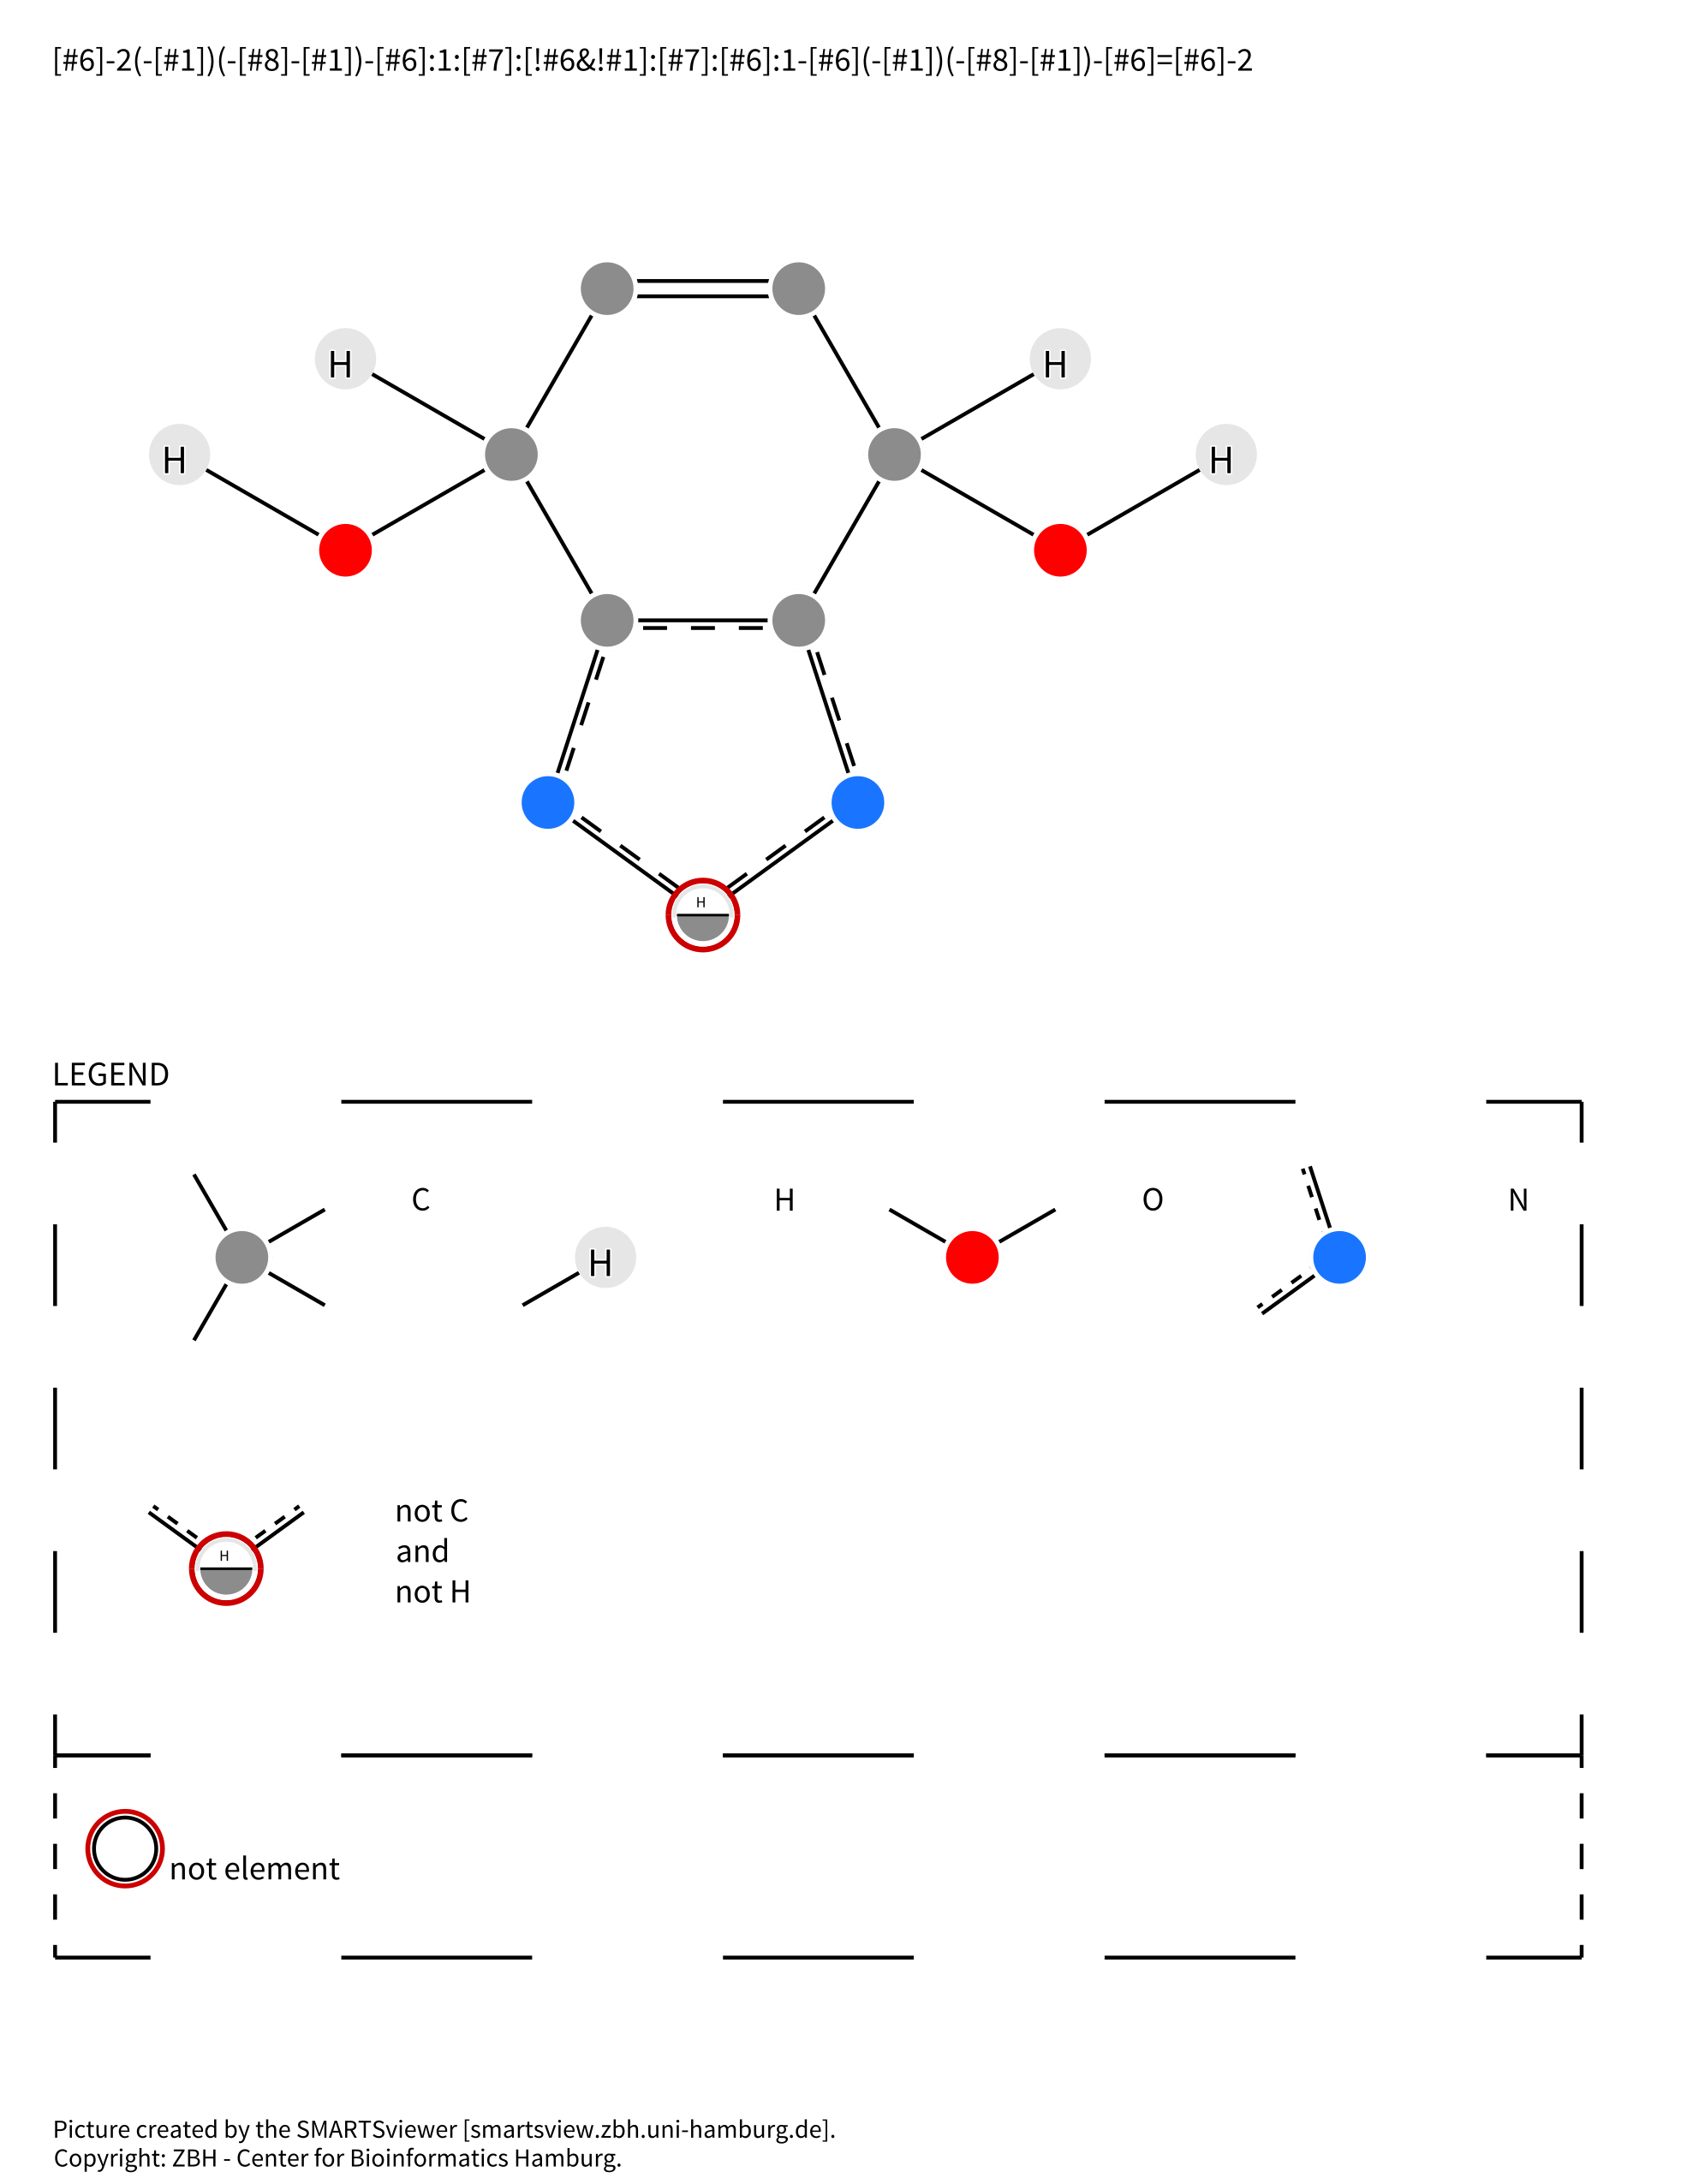 [#6]-2(-[#1])(-[#8]-[#1])-[#6]:1:[#7]:[!#6&!#1]:[#7]:[#6]:1-[#6](-[#1])(-[#8]-[#1])-[#6]=[#6]-2
H
H
H
H
H
LEGEND
C
H
H
O
N
H
not C
and
not H
not element
Picture created by the SMARTSviewer [smartsview.zbh.uni-hamburg.de].
Copyright: ZBH - Center for Bioinformatics Hamburg.